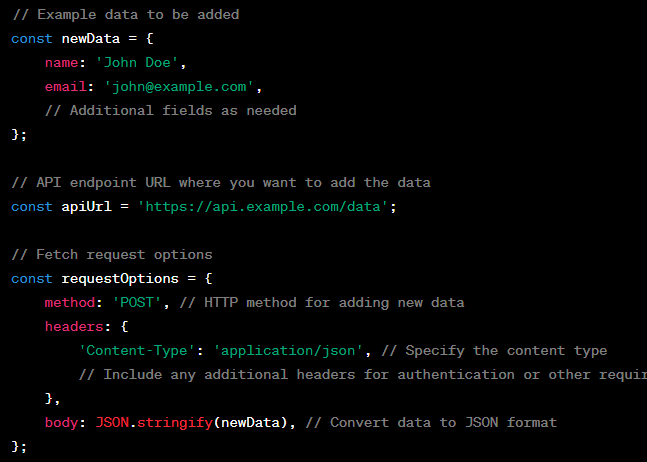 // Example data to be added
const newData = {
    name: 'John Doe',
    email: 'john@example.com',
    // Additional fields as needed
};

// API endpoint URL where you want to add the data
const apiUrl = 'https://api.example.com/data';

// Fetch request options
const requestOptions = {
    method: 'POST', // HTTP method for adding new data
    headers: {
        'Content-Type': 'application/json', // Specify the content type
        // Include any additional headers for authentication or other requir
    },
    body: JSON.stringify(newData), // Convert data to JSON format
};